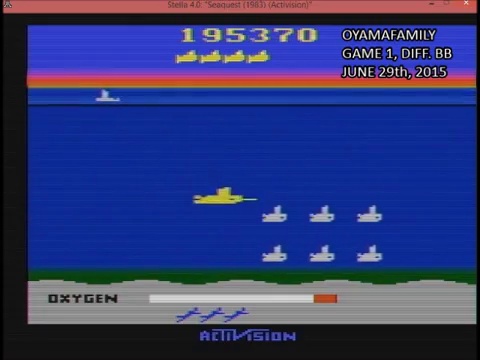 Stella 4.0: "Seaquest (1983) (Activision)"
195370
OYAMAFAMILY
GAME 1, DIFF. BB
JUNE 29th, 2015
OXYGEN
ACTIVISION